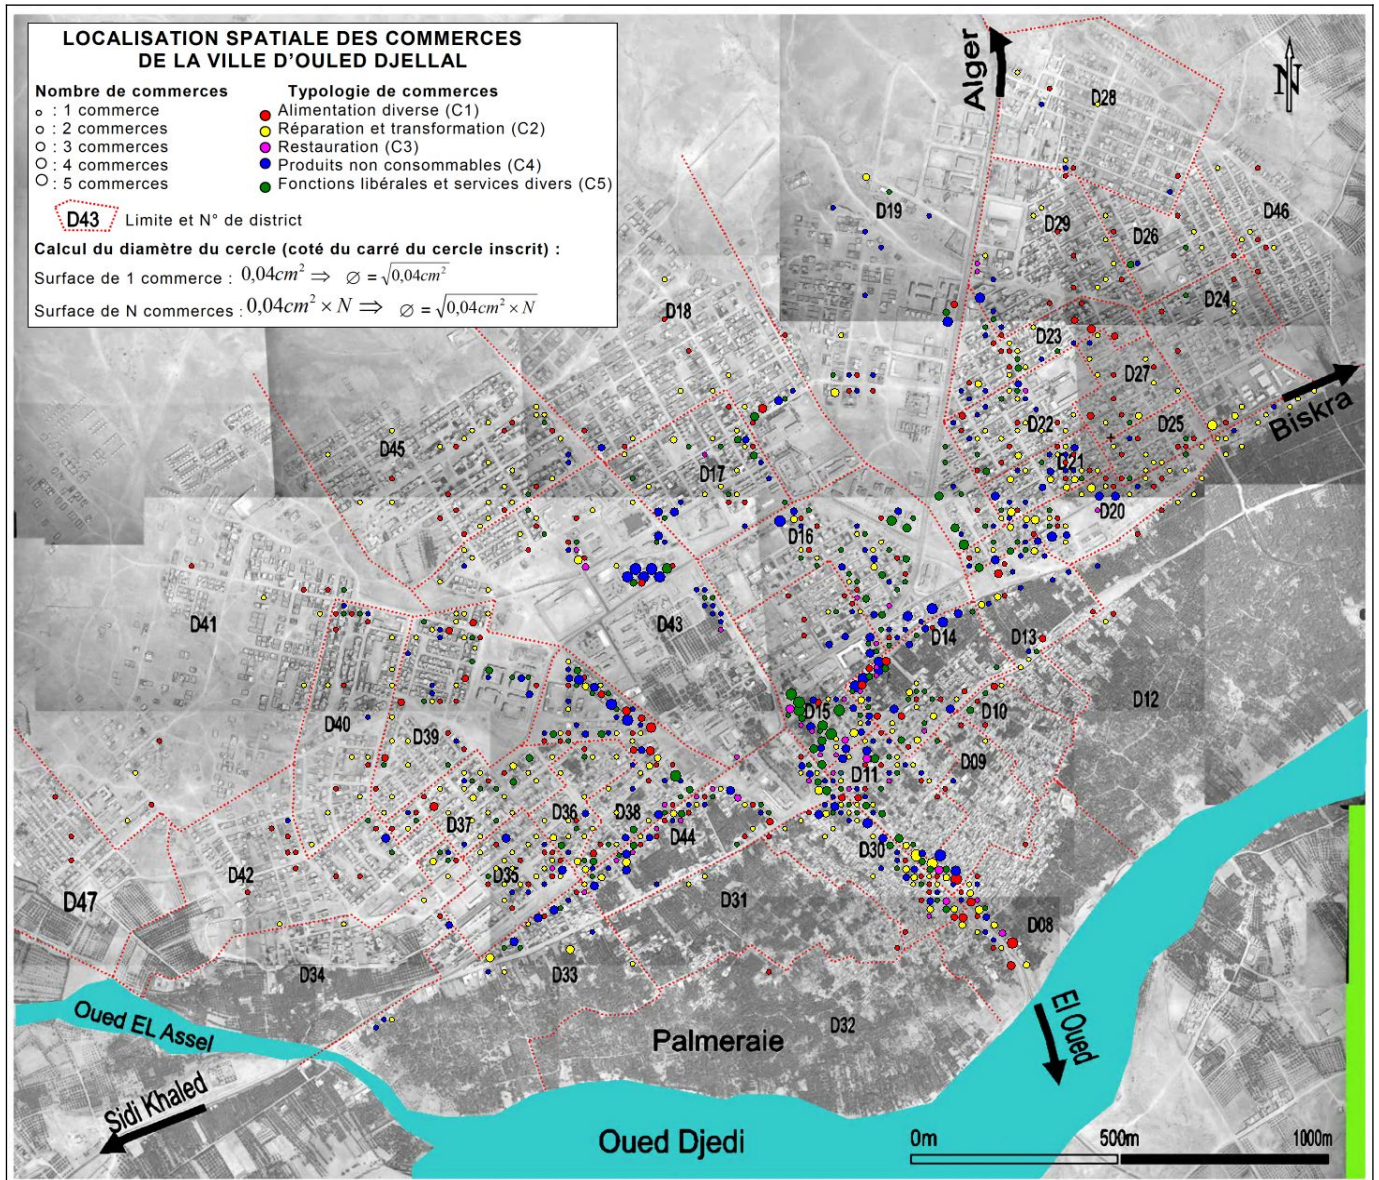 LOCALISATION SPATIALE DES COMMERCES
DE LA VILLE D'OULED DJELLAL
Nombre de commerces
: 1 commerce
: 2 commerces
: 3 commerces
: 4 commerces
: 5 commerces
Typologie de commerces
Alimentation diverse (C1)
Réparation et transformation (C2)
Restauration (C3)
Produits non consommables (C4)
Fonctions libérales et services divers (C5)
D43 Limite et N° de district
Calcul du diamètre du cercle (coté du carré du cercle inscrit) :
Surface de 1 commerce : 0,04cm² ⇒ ∅ = √0,04cm²
Surface de N commerces : 0,04cm² × N ⇒ ∅ = √0,04cm² × N
Alger
N
D28
D19
D29
D26
D46
D24
D18
D23
D27
D22
D25
Biskra
D45
D17
D21
D20
D16
D41
D43
D14
D13
D12
D40
D39
D15
D10
D11
D09
D37
D36
D38
D44
D30
D42
D35
D47
D31
D08
D34
D33
D32
Oued EL Assel
Palmeraie
El Oued
Sidi Khaled
Oued Djedi
0m
500m
1000m